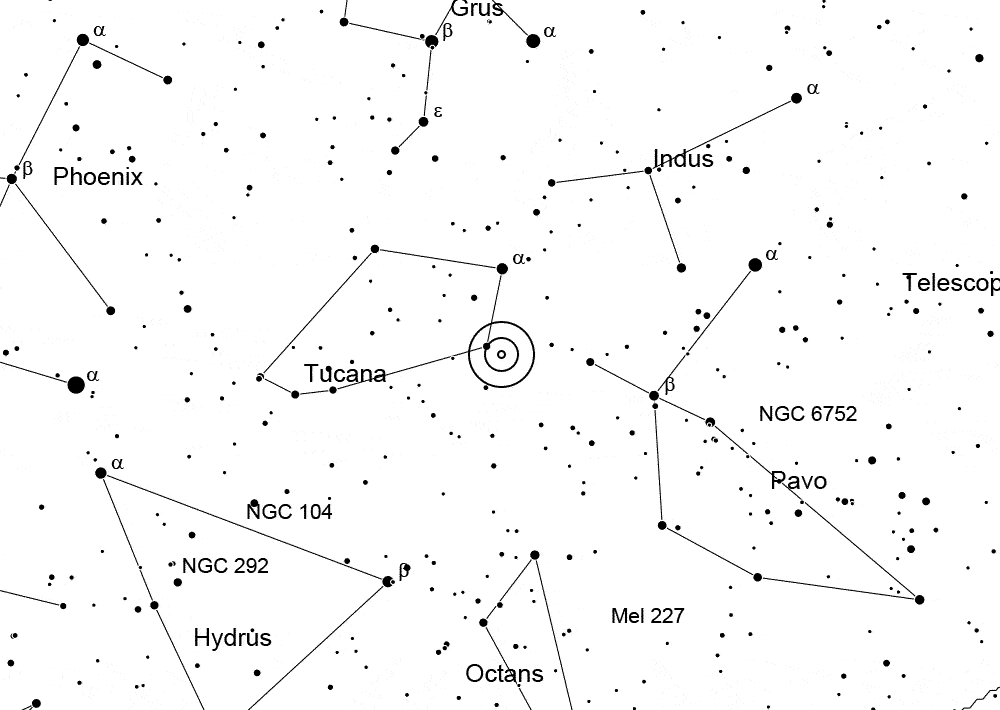 Grus
α
β
α
α
ε
β
Phoenix
Indus
α
α
Telescop
Tucana
α
β
NGC 6752
α
Pavo
NGC 104
NGC 292
β
Mel 227
Hydrus
Octans